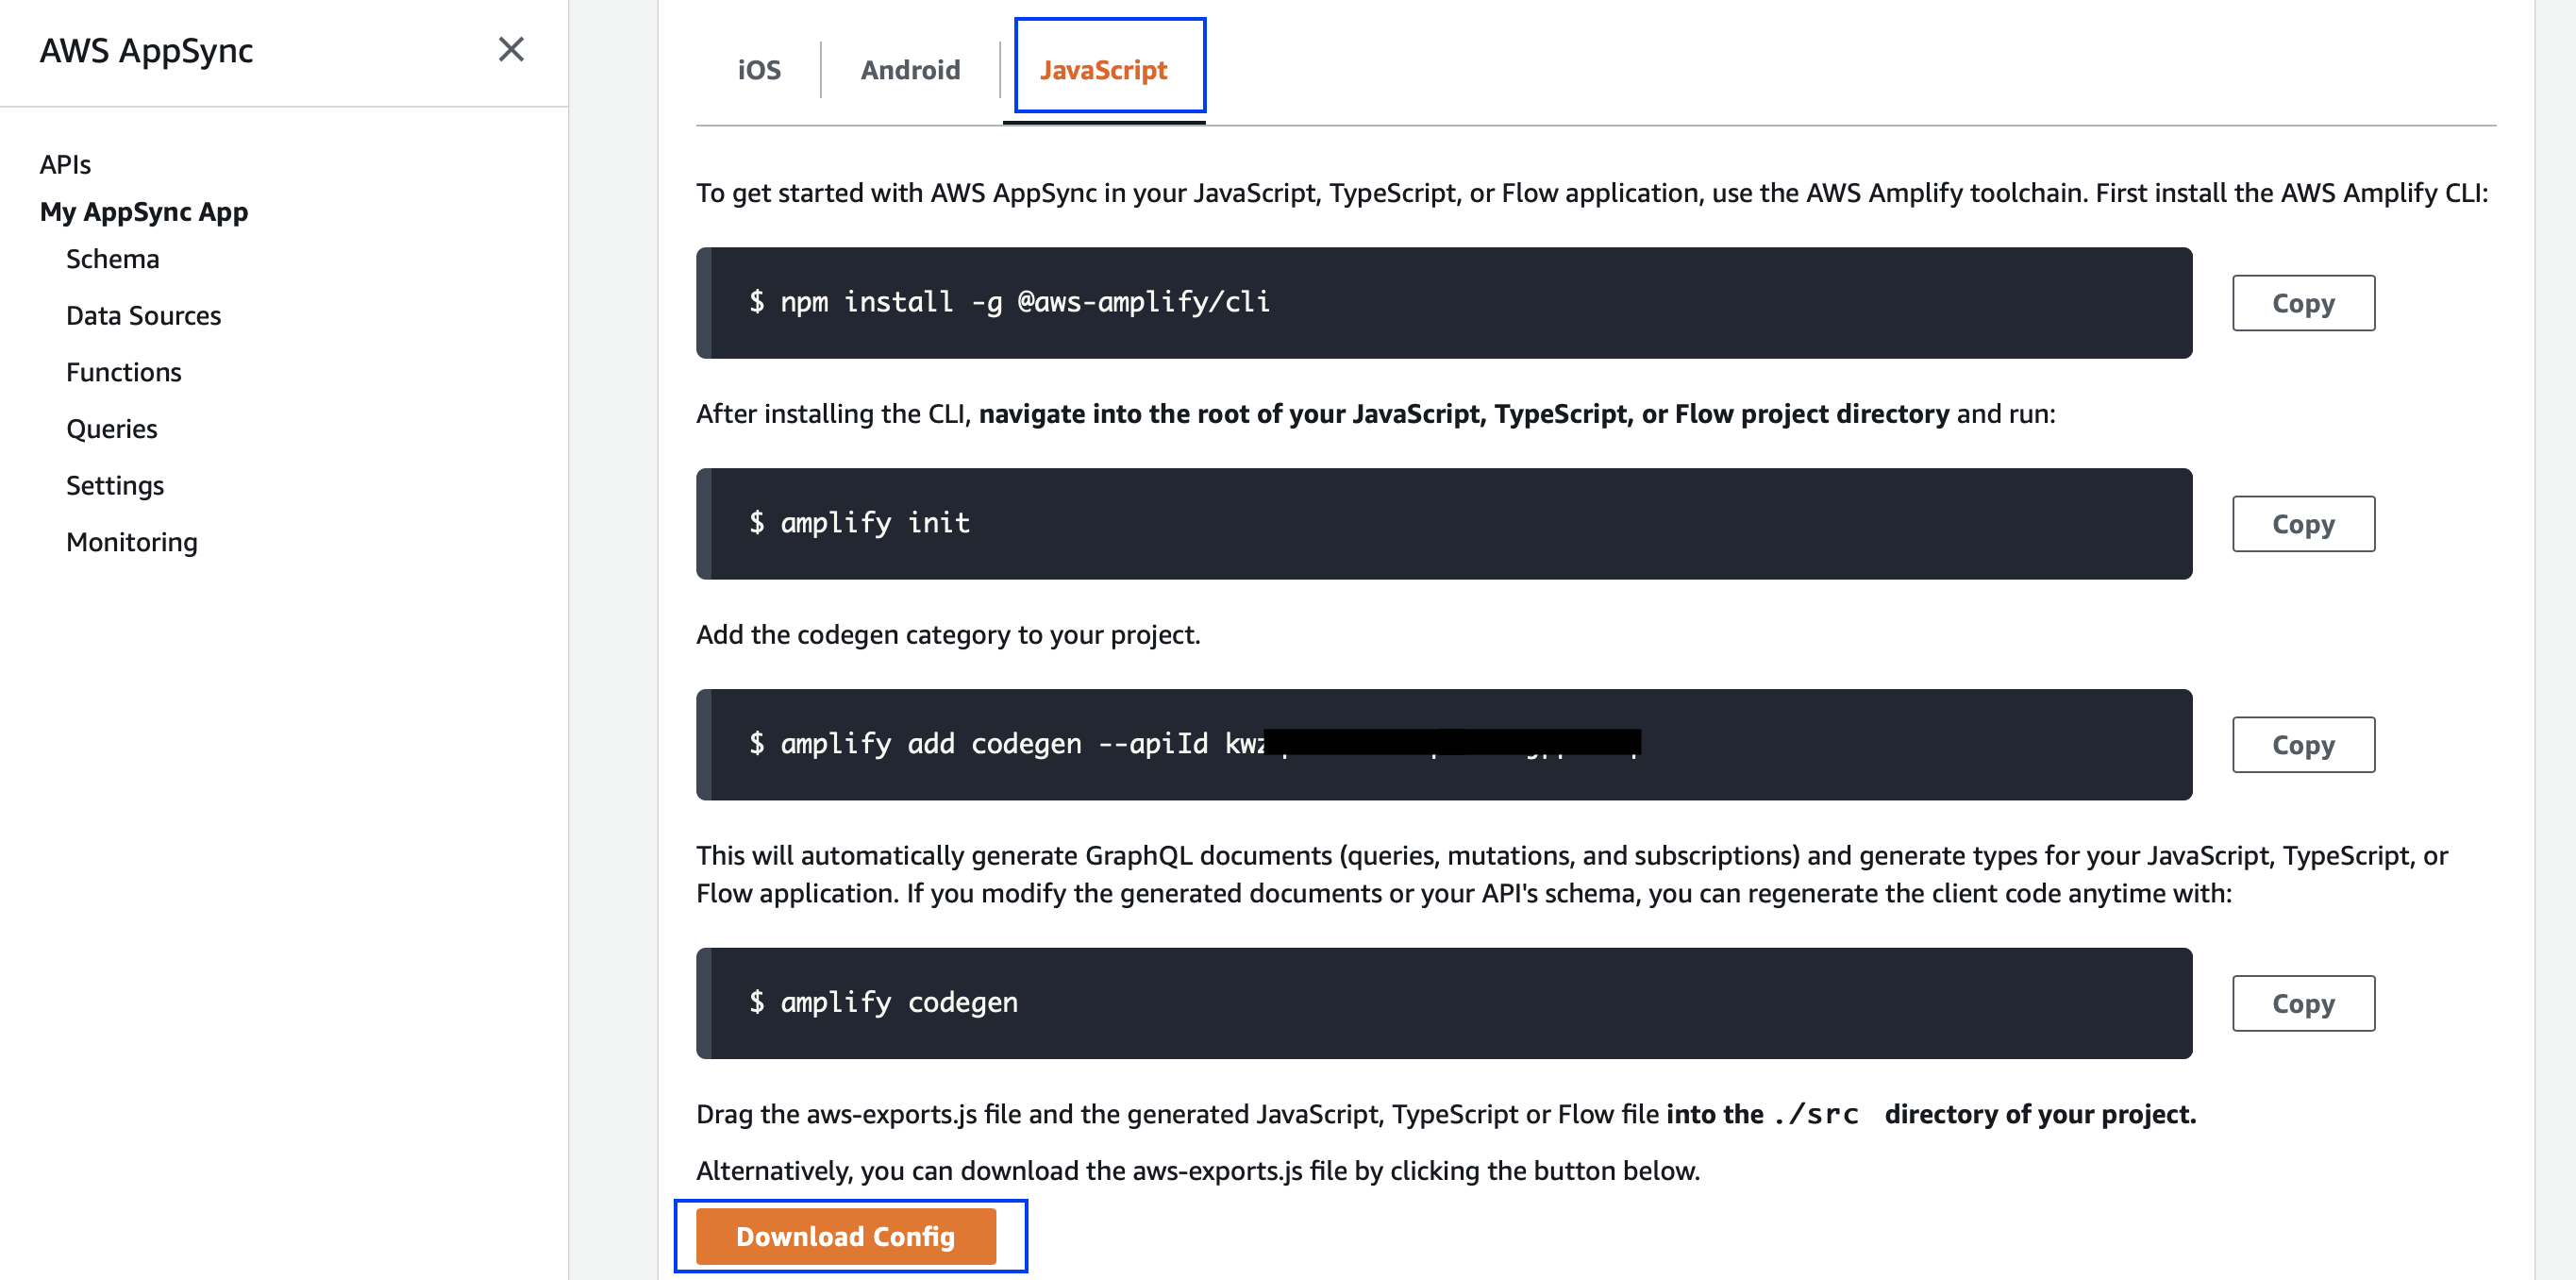 AWS AppSync
APIs
My AppSync App
Schema
Data Sources
Functions
Queries
Settings
Monitoring
iOS
Android
JavaScript
To get started with AWS AppSync in your JavaScript, TypeScript, or Flow application, use the AWS Amplify toolchain. First install the AWS Amplify CLI:
$ npm install -g @aws-amplify/cli
Copy
After installing the CLI, navigate into the root of your JavaScript, TypeScript, or Flow project directory and run:
$ amplify init
Copy
Add the codegen category to your project.
$ amplify add codegen --apiId
Copy
This will automatically generate GraphQL documents (queries, mutations, and subscriptions) and generate types for your JavaScript, TypeScript, or
Flow application. If you modify the generated documents or your API's schema, you can regenerate the client code anytime with:
$ amplify codegen
Copy
Drag the aws-exports.js file and the generated JavaScript, TypeScript or Flow file into the ./src directory of your project.
Alternatively, you can download the aws-exports.js file by clicking the button below.
Download Config